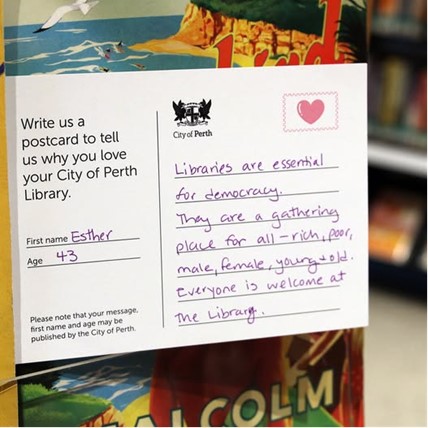 Write us a
postcard to tell
us why you love
your City of Perth
Library.
First name Esther
Age 43
Please note that your message,
first name and age may be
published by the City of Perth.
City of Perth
Libraries are essential
for democracy.
They are a gathering
place for all - rich, poor,
male, female, young + old.
Everyone is welcome at
the Library.
ALCOLM